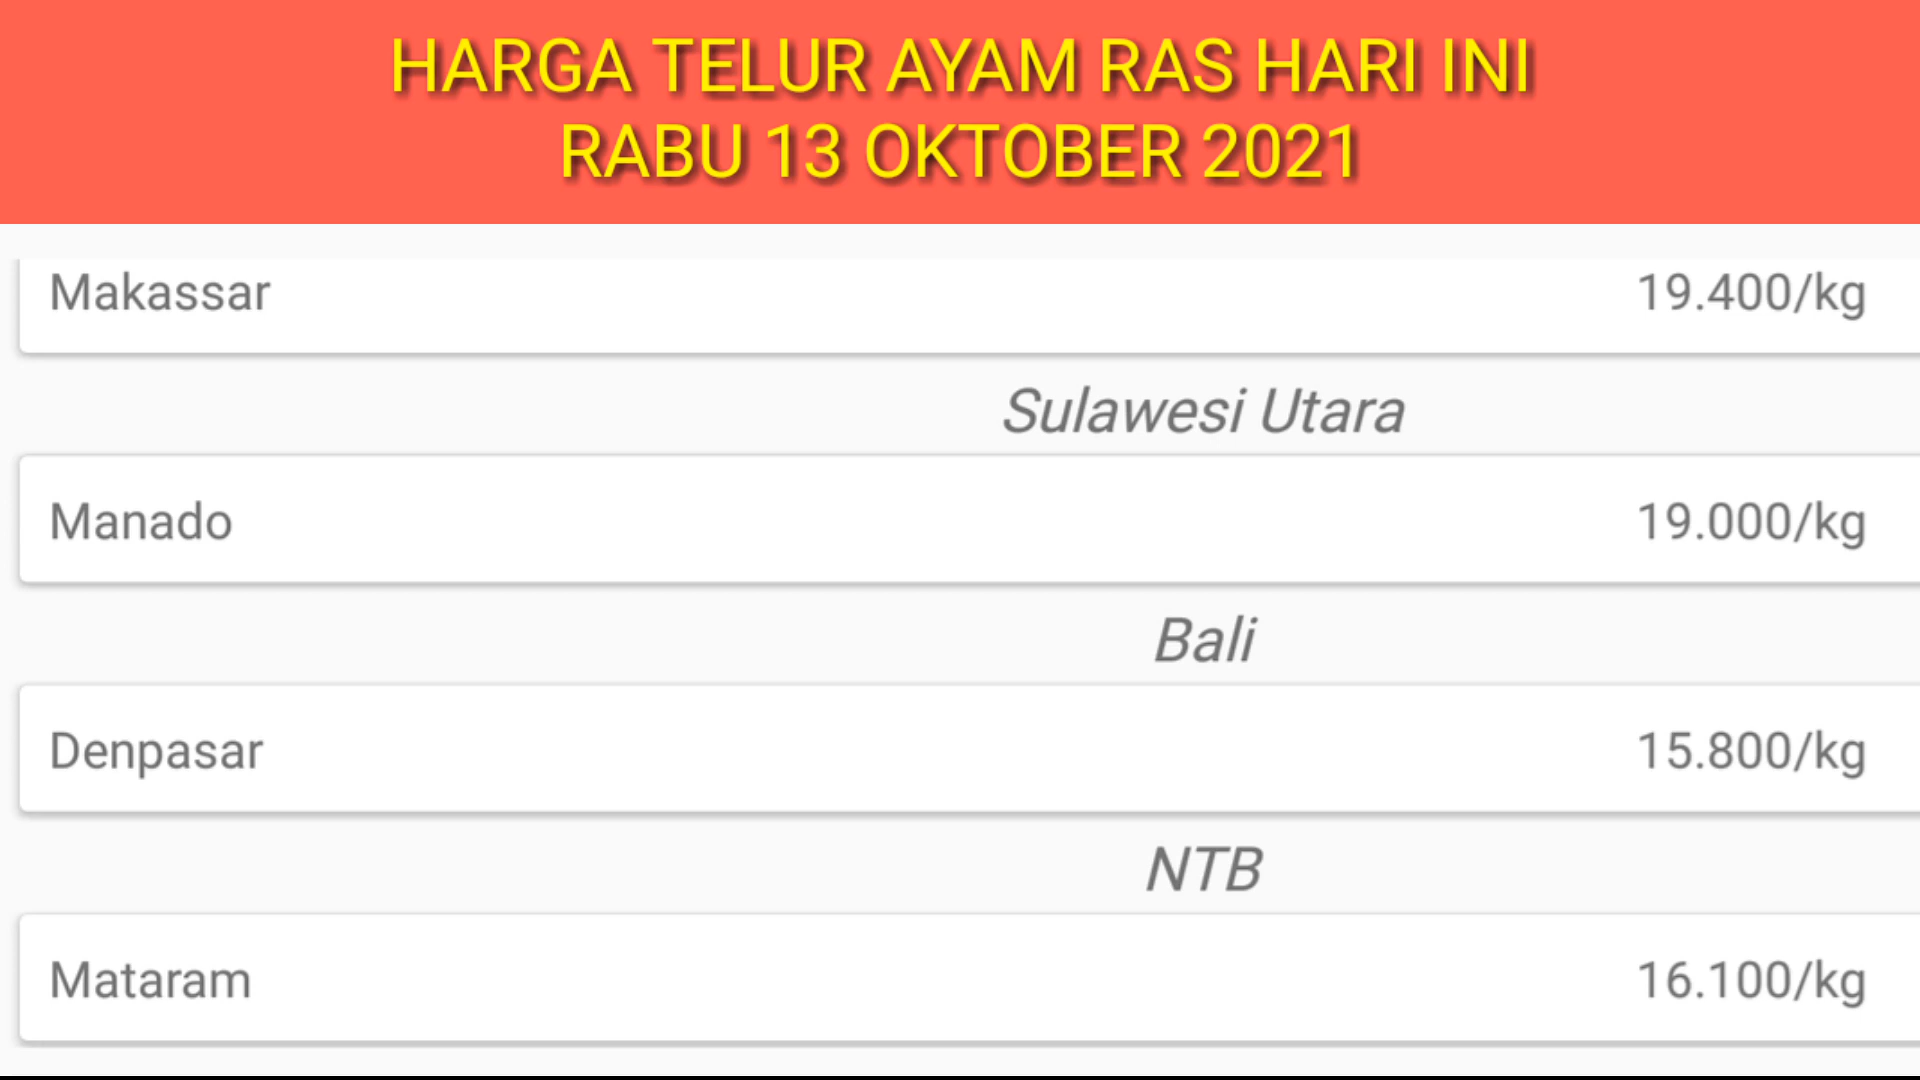 HARGA TELUR AYAM RAS HARI INI
RABU 13 OKTOBER 2021
Makassar 19.400/kg
Sulawesi Utara
Manado 19.000/kg
Bali
Denpasar 15.800/kg
NTB
Mataram 16.100/kg